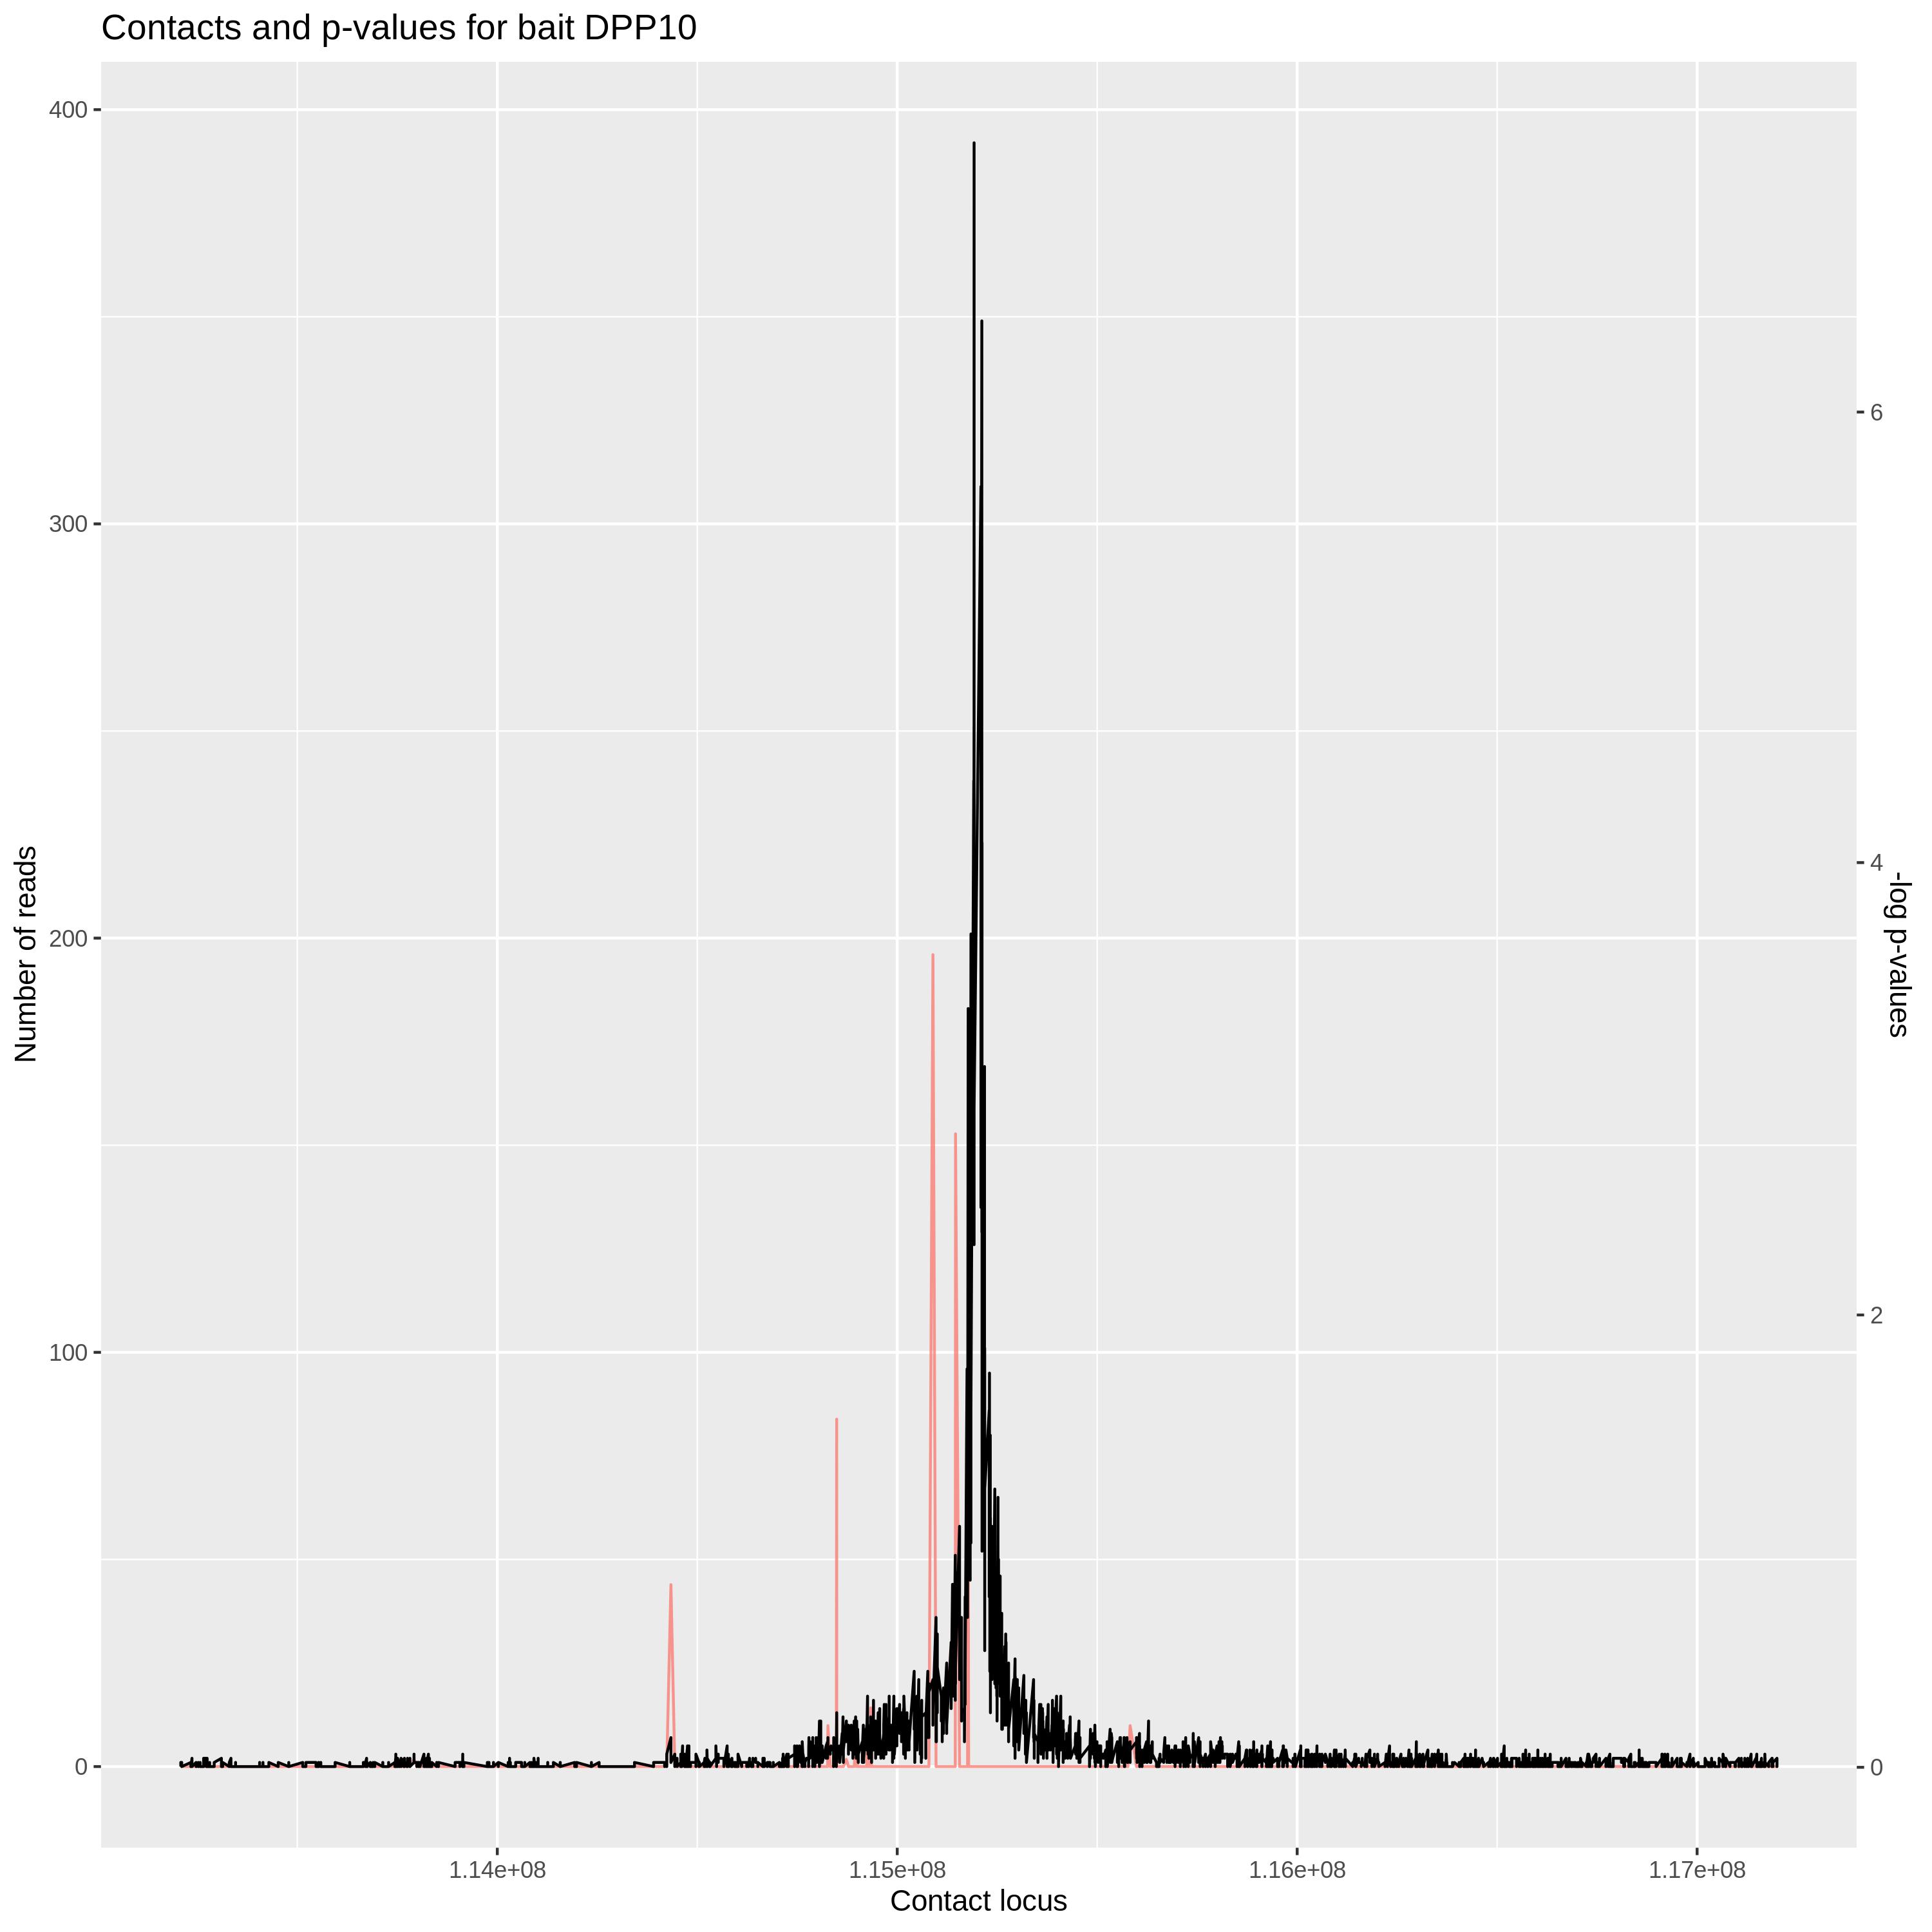 Contacts and p-values for bait DPP10
400
300
200
100
0
Number of reads
6
4
2
0
-log p-values
1.14e+08
1.15e+08
1.16e+08
1.17e+08
Contact locus